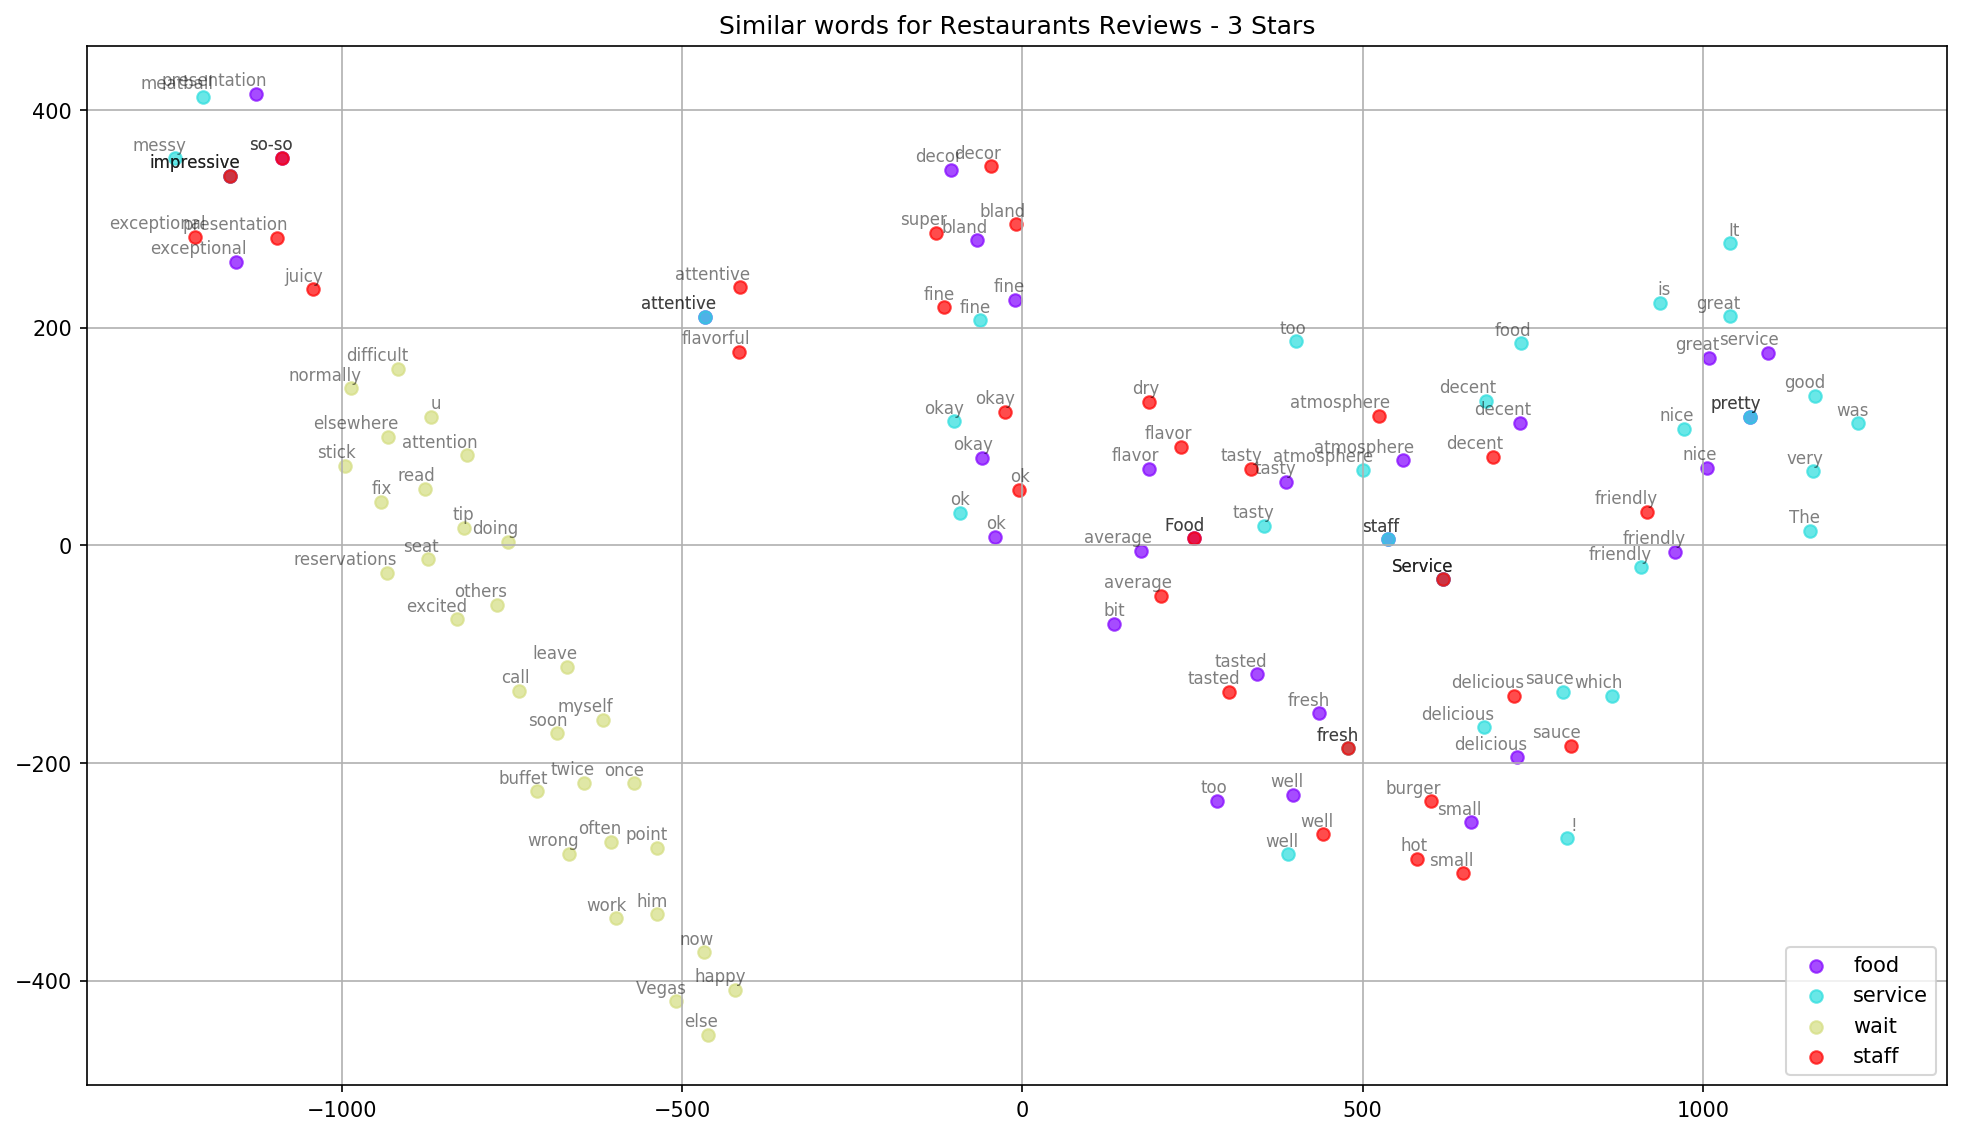 Similar words for Restaurants Reviews - 3 Stars
400
200
0
−200
−400
−1000
−500
0
500
1000
presentation
meatball
messy
so-so
impressive
exceptional
presentation
exceptional
juicy
decor
decor
super
bland
bland
attentive
attentive
flavorful
fine
fine
fine
It
is
great
great
service
too
food
difficult
normally
u
elsewhere
attention
stick
read
fix
tip
doing
seat
reservations
others
excited
okay
okay
okay
ok
ok
ok
dry
flavor
flavor
tasty
tasty
tasty
atmosphere
atmosphere
atmosphere
decent
decent
decent
good
pretty
was
nice
nice
very
friendly
friendly
friendly
The
average
Food
staff
Service
average
bit
leave
call
myself
soon
buffet
twice
once
wrong
often
point
work
him
now
happy
Vegas
else
tasted
tasted
fresh
fresh
delicious
sauce
which
delicious
delicious
sauce
too
well
well
well
burger
small
hot
small
!
food
service
wait
staff